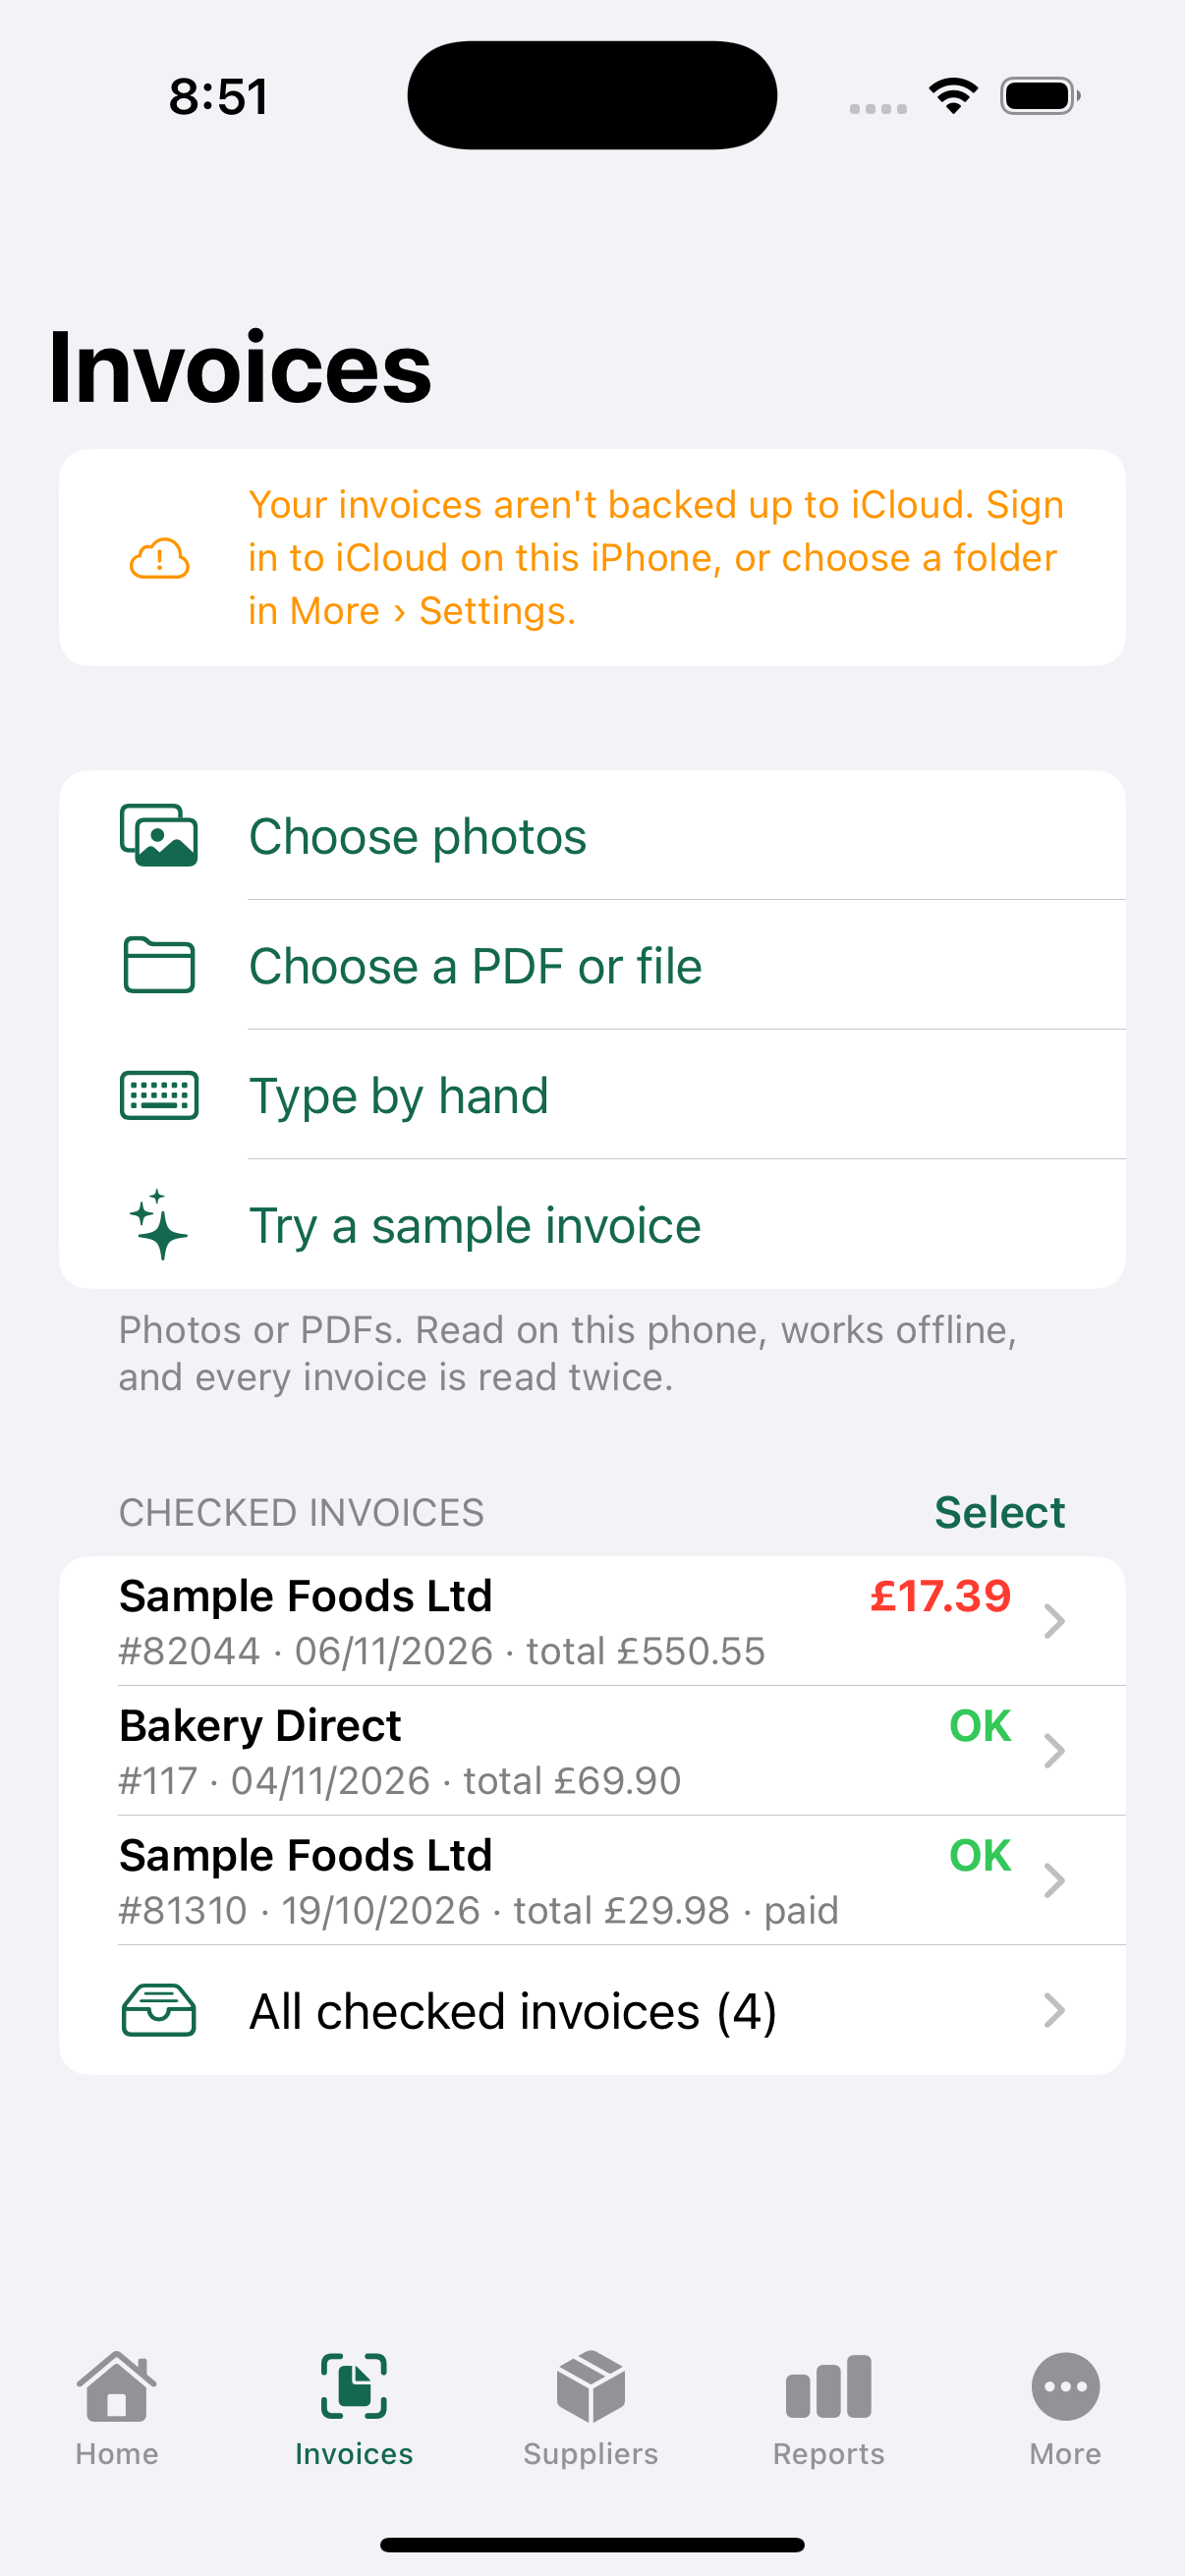 8:51
Invoices
Your invoices aren't backed up to iCloud. Sign
in to iCloud on this iPhone, or choose a folder
in More › Settings.
Choose photos
Choose a PDF or file
Type by hand
Try a sample invoice
Photos or PDFs. Read on this phone, works offline,
and every invoice is read twice.
CHECKED INVOICES Select
Sample Foods Ltd £17.39
#82044 · 06/11/2026 · total £550.55
Bakery Direct OK
#117 · 04/11/2026 · total £69.90
Sample Foods Ltd OK
#81310 · 19/10/2026 · total £29.98 · paid
All checked invoices (4)
Home Invoices Suppliers Reports More